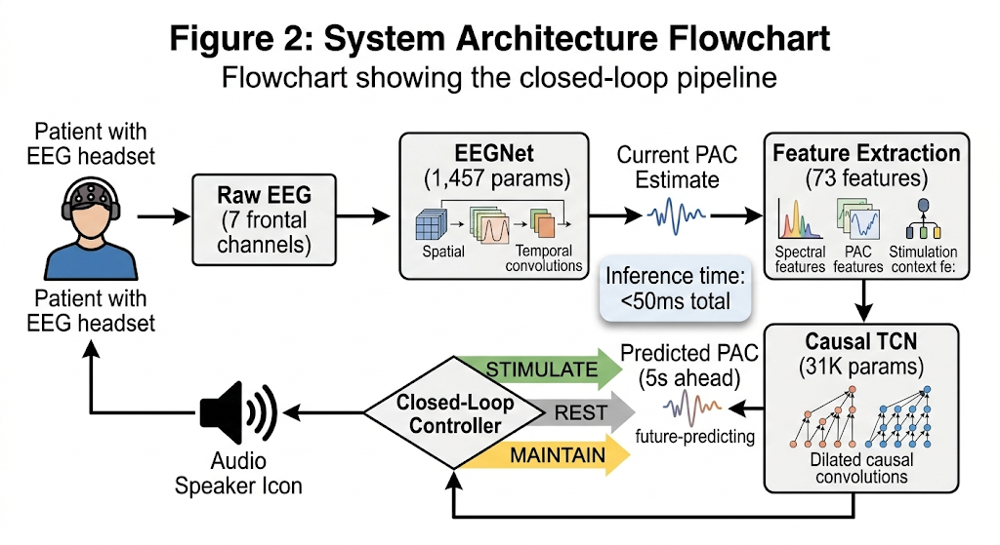 Figure 2: System Architecture Flowchart
Flowchart showing the closed-loop pipeline
Patient with
EEG headset
Patient with
EEG headset
Raw EEG
(7 frontal
channels)
EEGNet
(1,457 params)
Spatial
Temporal
convolutions
Current PAC
Estimate
Inference time:
<50ms total
Feature Extraction
(73 features)
Spectral
features
PAC
features
Stimulation
context fe:
Causal TCN
(31K params)
Dilated causal
convolutions
Predicted PAC
(5s ahead)
future-predicting
STIMULATE
REST
MAINTAIN
Closed-Loop
Controller
Audio
Speaker Icon